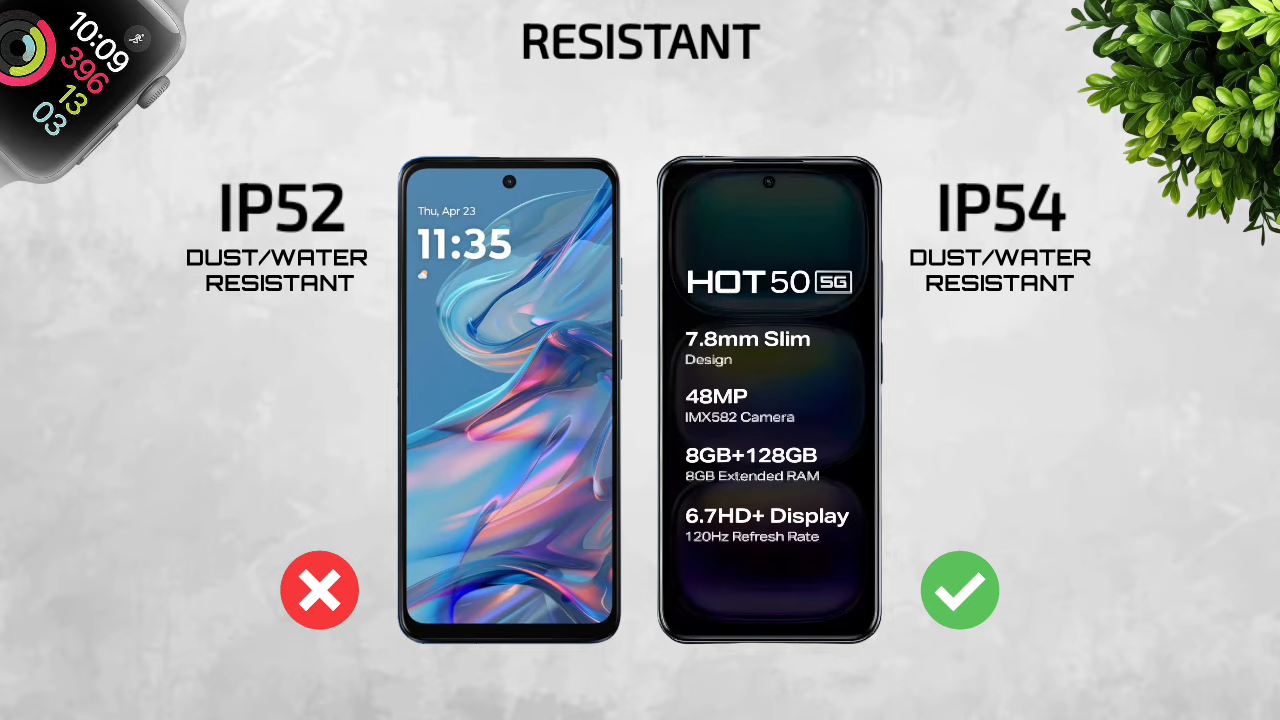 RESISTANT
10:09
396
13
03
IP52
DUST/WATER
RESISTANT
Thu, Apr 23
11:35
HOT 50 5G
7.8mm Slim
Design
48MP
IMX582 Camera
8GB+128GB
8GB Extended RAM
6.7HD+ Display
120Hz Refresh Rate
IP54
DUST/WATER
RESISTANT